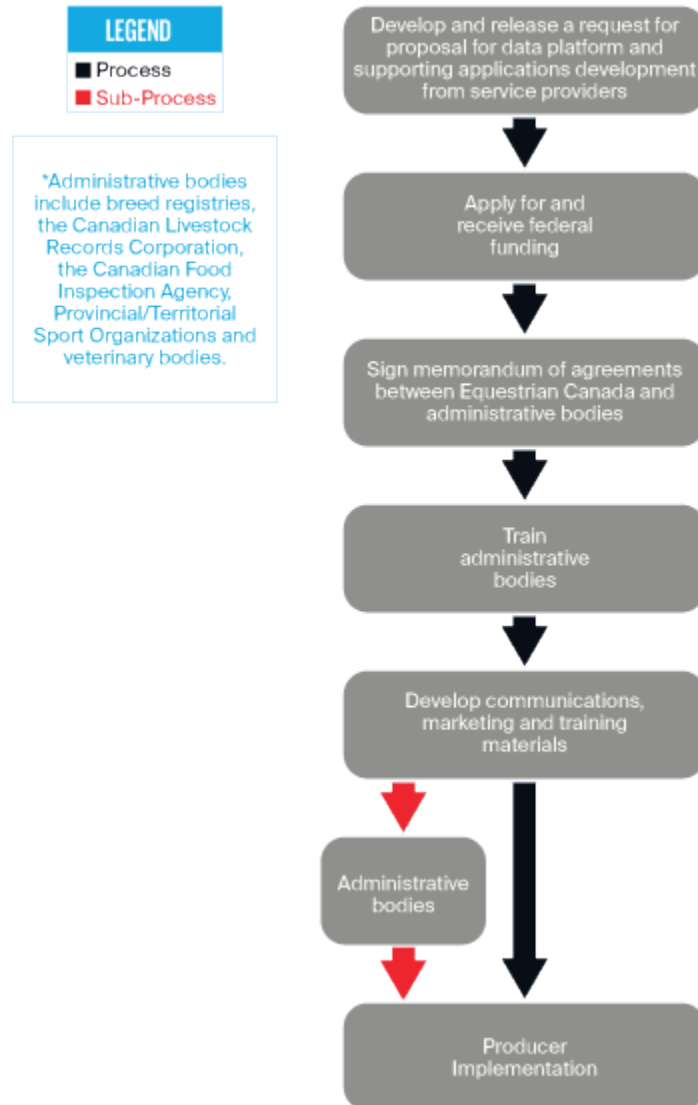 LEGEND
Process
Sub-Process
*Administrative bodies
include breed registries,
the Canadian Livestock
Records Corporation,
the Canadian Food
Inspection Agency,
Provincial/Territorial
Sport Organizations and
veterinary bodies.
Develop and release a request for
proposal for data platform and
supporting applications development
from service providers
Apply for and
receive federal
funding
Sign memorandum of agreements
between Equestrian Canada and
administrative bodies
Train
administrative
bodies
Develop communications,
marketing and training
materials
Administrative
bodies
Producer
Implementation